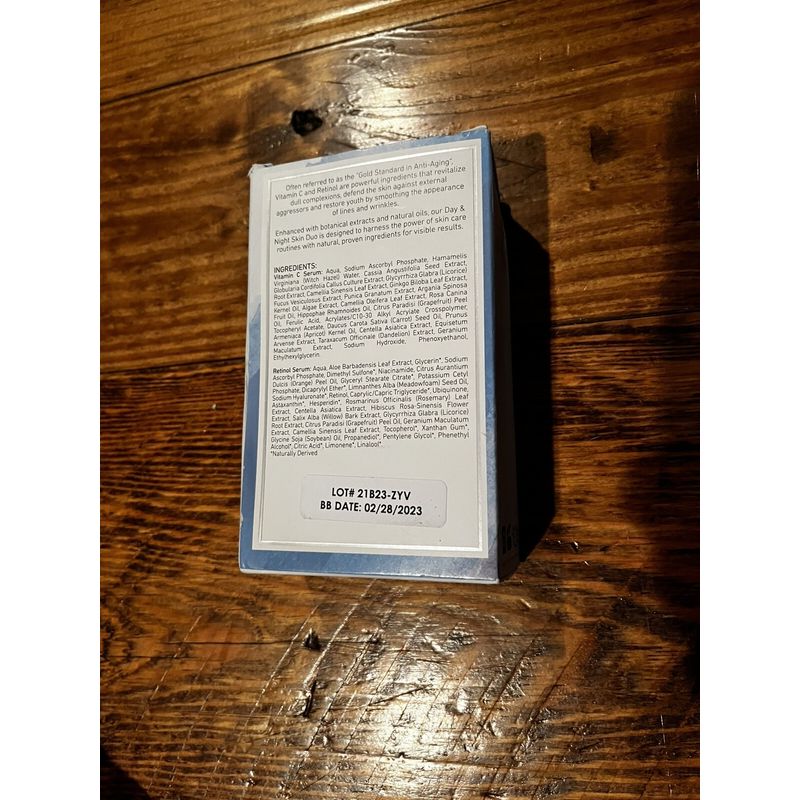 Often referred to as the "Gold Standard in Anti-Aging",
Vitamin C and Retinol are powerful ingredients that revitalize
dull complexions, defend the skin against external
aggressors and restore youth by smoothing the appearance
of lines and wrinkles.
Enhanced with botanical extracts and natural oils, our Day &
Night Skin Duo is designed to harness the power of skin care
routines with natural, proven ingredients for visible results.
INGREDIENTS:
Vitamin C Serum: Aqua, Sodium Ascorbyl Phosphate, Hamamelis
Virginiana (Witch Hazel) Water, Cassia Angustifolia Seed Extract,
Globularia Cordifolia Callus Culture Extract, Glycyrrhiza Glabra (Licorice)
Root Extract, Camellia Sinensis Leaf Extract, Ginkgo Biloba Leaf Extract,
Fucus Vesiculosus Extract, Punica Granatum Extract, Argania Spinosa
Kernel Oil, Algae Extract, Camellia Oleifera Leaf Extract, Rosa Canina
Fruit Oil, Hippophae Rhamnoides Oil, Citrus Paradisi (Grapefruit) Peel
Oil, Ferulic Acid, Acrylates/C10-30 Alkyl Acrylate Crosspolymer,
Tocopheryl Acetate, Daucus Carota Sativa (Carrot) Seed Oil, Prunus
Armeniaca (Apricot) Kernel Oil, Centella Asiatica Extract, Equisetum
Arvense Extract, Taraxacum Officinale (Dandelion) Extract, Geranium
Maculatum Extract, Sodium Hydroxide, Phenoxyethanol,
Ethylhexylglycerin.
Retinol Serum: Aqua, Aloe Barbadensis Leaf Extract, Glycerin*, Sodium
Ascorbyl Phosphate, Dimethyl Sulfone*, Niacinamide, Citrus Aurantium
Dulcis (Orange) Peel Oil, Glyceryl Stearate Citrate*, Potassium Cetyl
Phosphate, Dicaprylyl Ether*, Limnanthes Alba (Meadowfoam) Seed Oil,
Sodium Hyaluronate*, Retinol, Caprylic/Capric Triglyceride*, Ubiquinone,
Astaxanthin*, Hesperidin*, Rosmarinus Officinalis (Rosemary) Leaf
Extract, Centella Asiatica Extract, Hibiscus Rosa-Sinensis Flower
Extract, Salix Alba (Willow) Bark Extract, Glycyrrhiza Glabra (Licorice)
Root Extract, Citrus Paradisi (Grapefruit) Peel Oil, Geranium Maculatum
Extract, Camellia Sinensis Leaf Extract, Tocopherol*, Xanthan Gum*,
Glycine Soja (Soybean) Oil, Propanediol*, Pentylene Glycol*, Phenethyl
Alcohol*, Citric Acid*, Limonene*, Linalool*.
*Naturally Derived
LOT# 21B23-ZYV
BB DATE: 02/28/2023